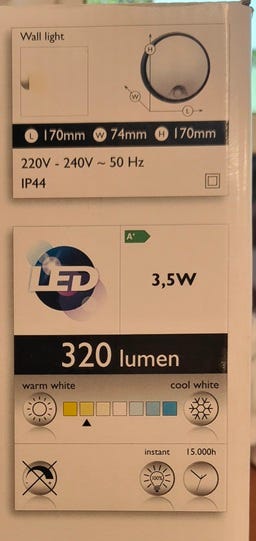 Wall light
H
W
L
L 170mm W 74mm H 170mm
220V - 240V ~ 50 Hz
IP44
LED
A+
3,5W
320 lumen
warm white cool white
instant 15.000h
100%